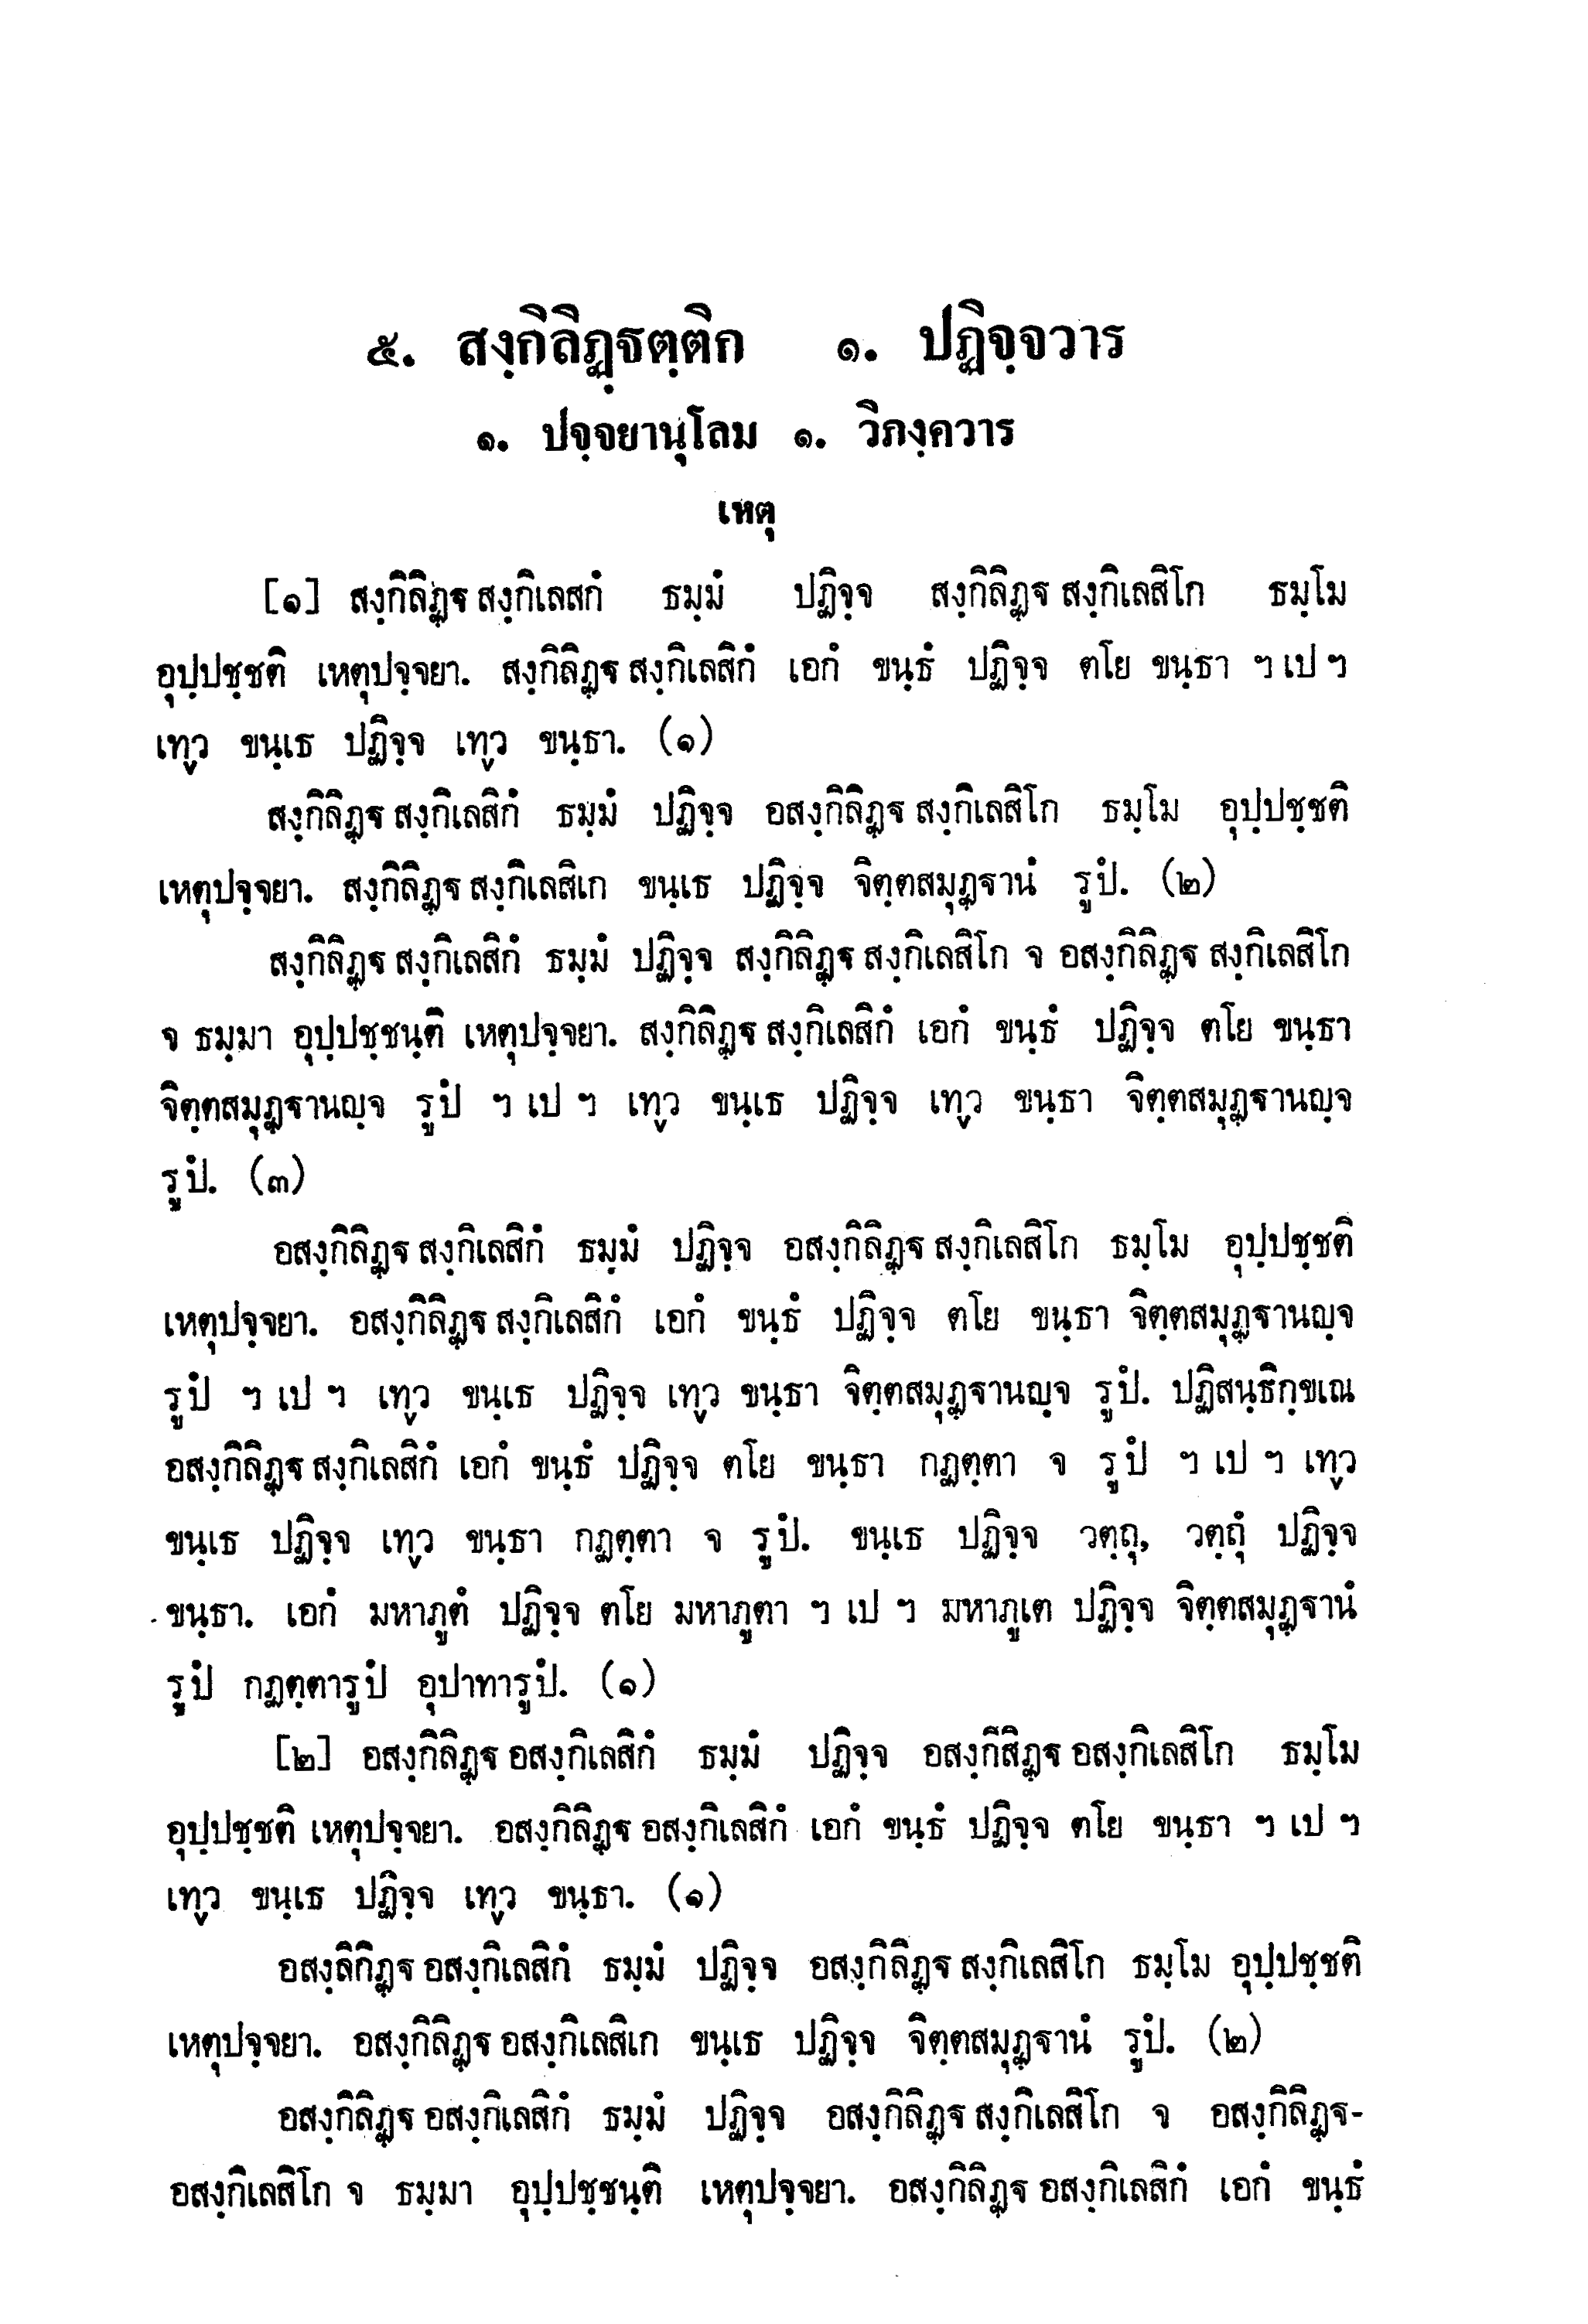 ๕. สงฺกิลิฏฺฐตฺติก ๑. ปฏิจฺจวาร
๑. ปจฺจยานุโลม ๑. วิภงฺควาร
เหตุ
[๑] สงฺกิลิฏฺฐ สงฺกิเลสกํ ธมฺมํ ปฏิจฺจ สงฺกิลิฏฺฐ สงฺกิเลสิโก ธมฺโม
อุปฺปชฺชติ เหตุปจฺจยา. สงฺกิลิฏฺฐ สงฺกิเลสิกํ เอกํ ขนฺธํ ปฏิจฺจ ตโย ขนฺธา ฯ เป ฯ
เทฺว ขนฺเธ ปฏิจฺจ เทฺว ขนฺธา. (๑)
สงฺกิลิฏฺฐ สงฺกิเลสิกํ ธมฺมํ ปฏิจฺจ อสงฺกิลิฏฺฐ สงฺกิเลสิโก ธมฺโม อุปฺปชฺชติ
เหตุปจฺจยา. สงฺกิลิฏฺฐ สงฺกิเลสิเก ขนฺเธ ปฏิจฺจ จิตฺตสมุฏฺฐานํ รูปํ. (๒)
สงฺกิลิฏฺฐ สงฺกิเลสิกํ ธมฺมํ ปฏิจฺจ สงฺกิลิฏฺฐ สงฺกิเลสิโก จ อสงฺกิลิฏฺฐ สงฺกิเลสิโก
จ ธมฺมา อุปฺปชฺชนฺติ เหตุปจฺจยา. สงฺกิลิฏฺฐ สงฺกิเลสิกํ เอกํ ขนฺธํ ปฏิจฺจ ตโย ขนฺธา
จิตฺตสมุฏฺฐานญฺจ รูปํ ฯ เป ฯ เทฺว ขนฺเธ ปฏิจฺจ เทฺว ขนฺธา จิตฺตสมุฏฺฐานญฺจ
รูปํ. (๓)
อสงฺกิลิฏฺฐ สงฺกิเลสิกํ ธมฺมํ ปฏิจฺจ อสงฺกิลิฏฺฐ สงฺกิเลสิโก ธมฺโม อุปฺปชฺชติ
เหตุปจฺจยา. อสงฺกิลิฏฺฐ สงฺกิเลสิกํ เอกํ ขนฺธํ ปฏิจฺจ ตโย ขนฺธา จิตฺตสมุฏฺฐานญฺจ
รูปํ ฯ เป ฯ เทฺว ขนฺเธ ปฏิจฺจ เทฺว ขนฺธา จิตฺตสมุฏฺฐานญฺจ รูปํ. ปฏิสนฺธิกฺขเณ
อสงฺกิลิฏฺฐ สงฺกิเลสิกํ เอกํ ขนฺธํ ปฏิจฺจ ตโย ขนฺธา กฏตฺตา จ รูปํ ฯ เป ฯ เทฺว
ขนฺเธ ปฏิจฺจ เทฺว ขนฺธา กฏตฺตา จ รูปํ. ขนฺเธ ปฏิจฺจ วตฺถุ, วตฺถุํ ปฏิจฺจ
ขนฺธา. เอกํ มหาภูตํ ปฏิจฺจ ตโย มหาภูตา ฯ เป ฯ มหาภูเต ปฏิจฺจ จิตฺตสมุฏฺฐานํ
รูปํ กฏตฺตารูปํ อุปาทารูปํ. (๑)
[๒] อสงฺกิลิฏฺฐ อสงฺกิเลสิกํ ธมฺมํ ปฏิจฺจ อสงฺกิสิฏฺฐ อสงฺกิเลสิโก ธมฺโม
อุปฺปชฺชติ เหตุปจฺจยา. อสงฺกิลิฏฺฐ อสงฺกิเลสิกํ เอกํ ขนฺธํ ปฏิจฺจ ตโย ขนฺธา ฯ เป ฯ
เทฺว ขนฺเธ ปฏิจฺจ เทฺว ขนฺธา. (๑)
อสงฺลิกิฏฺฐ อสงฺกิเลสิกํ ธมฺมํ ปฏิจฺจ อสงฺกิลิฏฺฐ สงฺกิเลสิโก ธมฺโม อุปฺปชฺชติ
เหตุปจฺจยา. อสงฺกิลิฏฺฐ อสงฺกิเลสิเก ขนฺเธ ปฏิจฺจ จิตฺตสมุฏฺฐานํ รูปํ. (๒)
อสงฺกิลิฏฺฐ อสงฺกิเลสิกํ ธมฺมํ ปฏิจฺจ อสงฺกิลิฏฺฐ สงฺกิเลสิโก จ อสงฺกิลิฏฺฐ-
อสงฺกิเลสิโก จ ธมฺมา อุปฺปชฺชนฺติ เหตุปจฺจยา. อสงฺกิลิฏฺฐ อสงฺกิเลสิกํ เอกํ ขนฺธํ